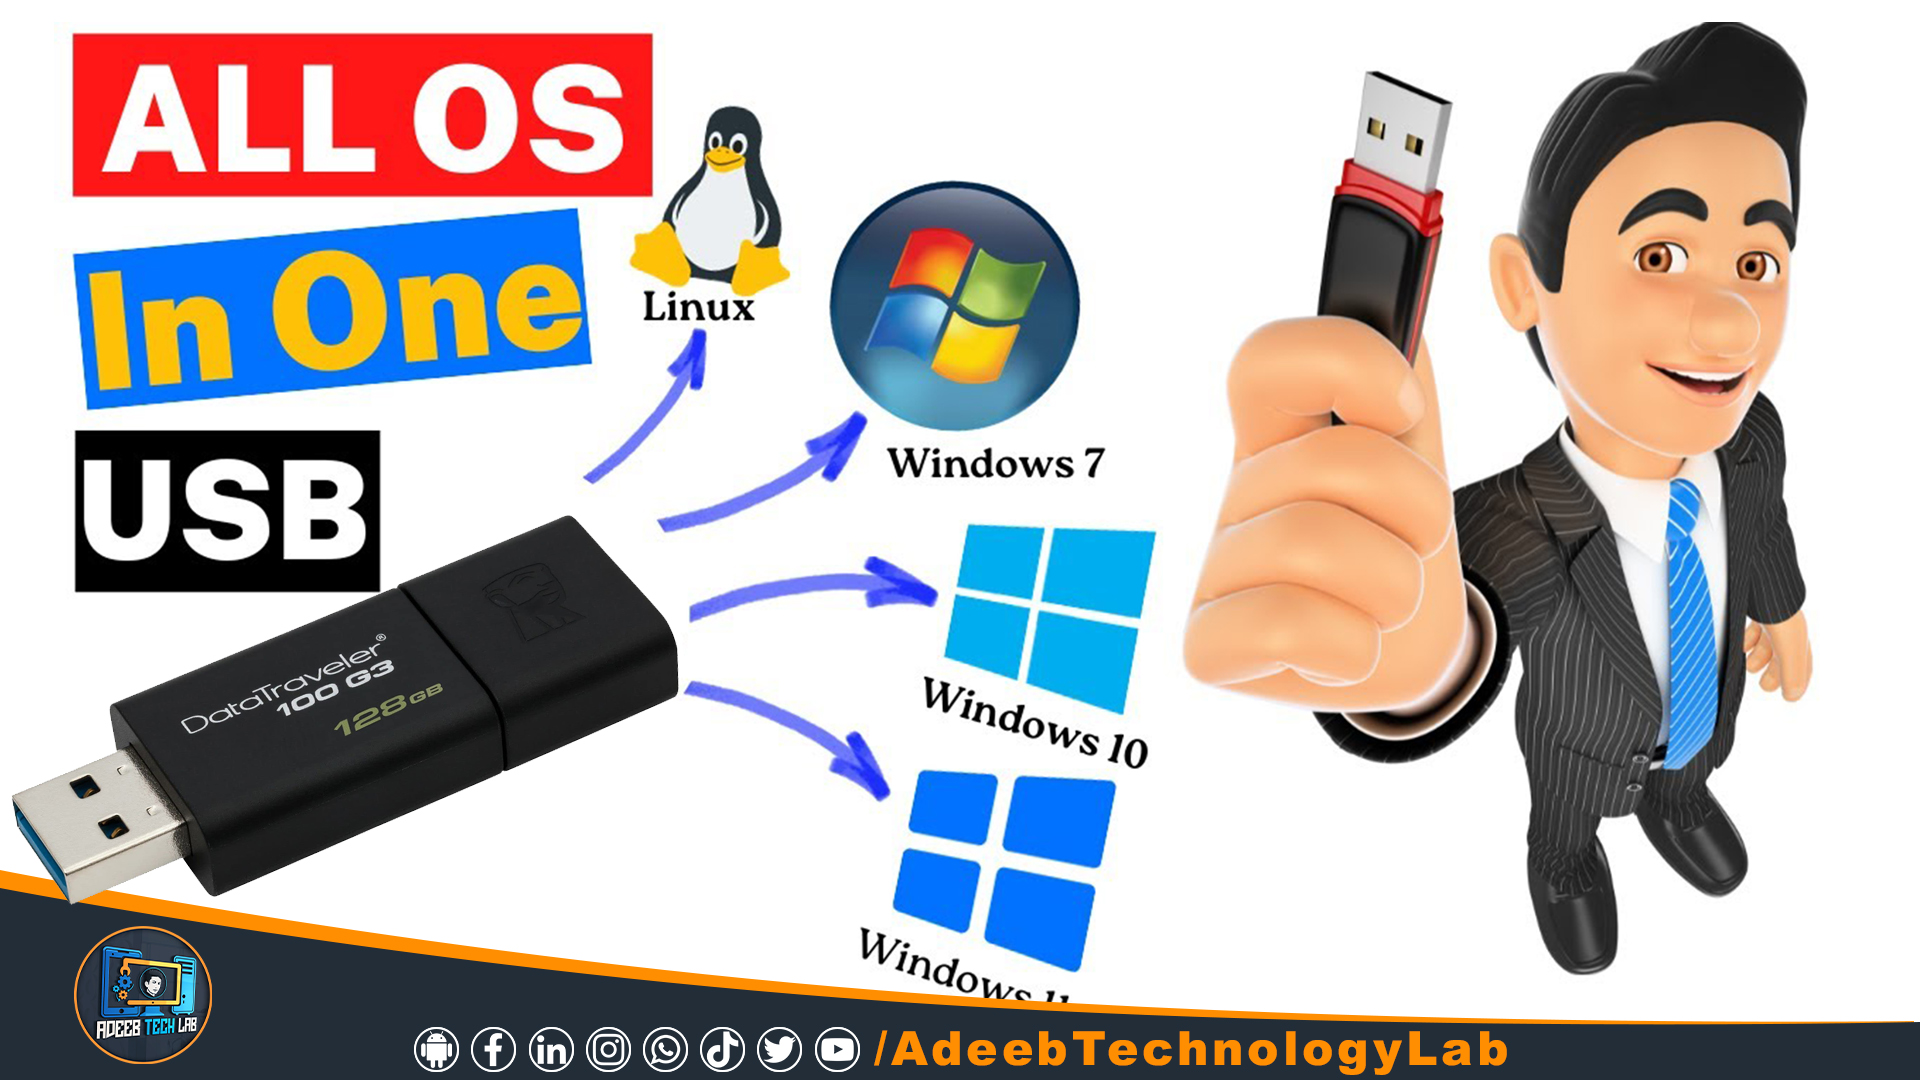 ALL OS
In One
USB
Linux
Windows 7
Windows 10
Windows 11
DataTraveler®
100 G3
128GB
ADEEB TECH LAB
/AdeebTechnologyLab